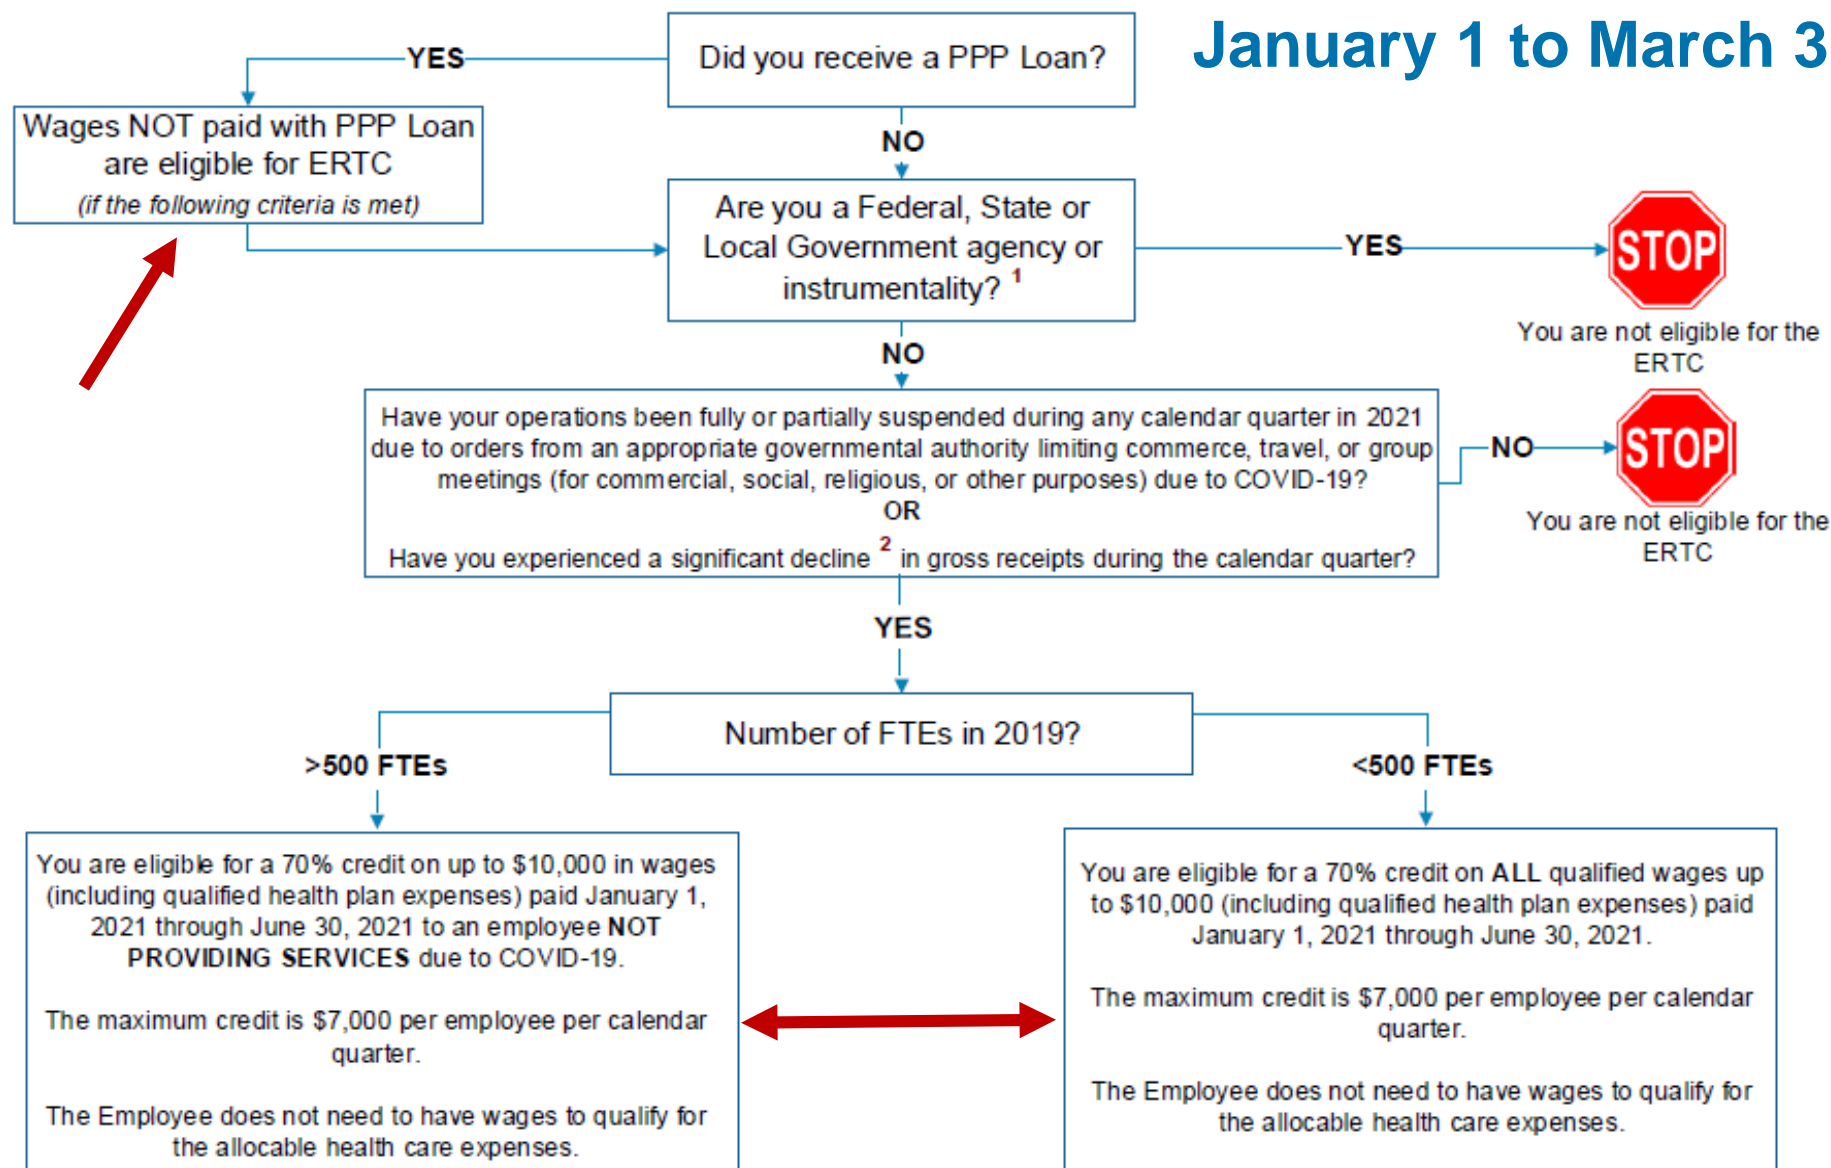 January 1 to March 3
Did you receive a PPP Loan?
YES
NO
Wages NOT paid with PPP Loan
are eligible for ERTC
(if the following criteria is met)
Are you a Federal, State or
Local Government agency or
instrumentality? 1
YES
STOP
You are not eligible for the
ERTC
NO
Have your operations been fully or partially suspended during any calendar quarter in 2021
due to orders from an appropriate governmental authority limiting commerce, travel, or group
meetings (for commercial, social, religious, or other purposes) due to COVID-19?
OR
Have you experienced a significant decline 2 in gross receipts during the calendar quarter?
NO
STOP
You are not eligible for the
ERTC
YES
Number of FTEs in 2019?
>500 FTEs
<500 FTEs
You are eligible for a 70% credit on up to $10,000 in wages
(including qualified health plan expenses) paid January 1,
2021 through June 30, 2021 to an employee NOT
PROVIDING SERVICES due to COVID-19.
The maximum credit is $7,000 per employee per calendar
quarter.
The Employee does not need to have wages to qualify for
the allocable health care expenses.
You are eligible for a 70% credit on ALL qualified wages up
to $10,000 (including qualified health plan expenses) paid
January 1, 2021 through June 30, 2021.
The maximum credit is $7,000 per employee per calendar
quarter.
The Employee does not need to have wages to qualify for
the allocable health care expenses.